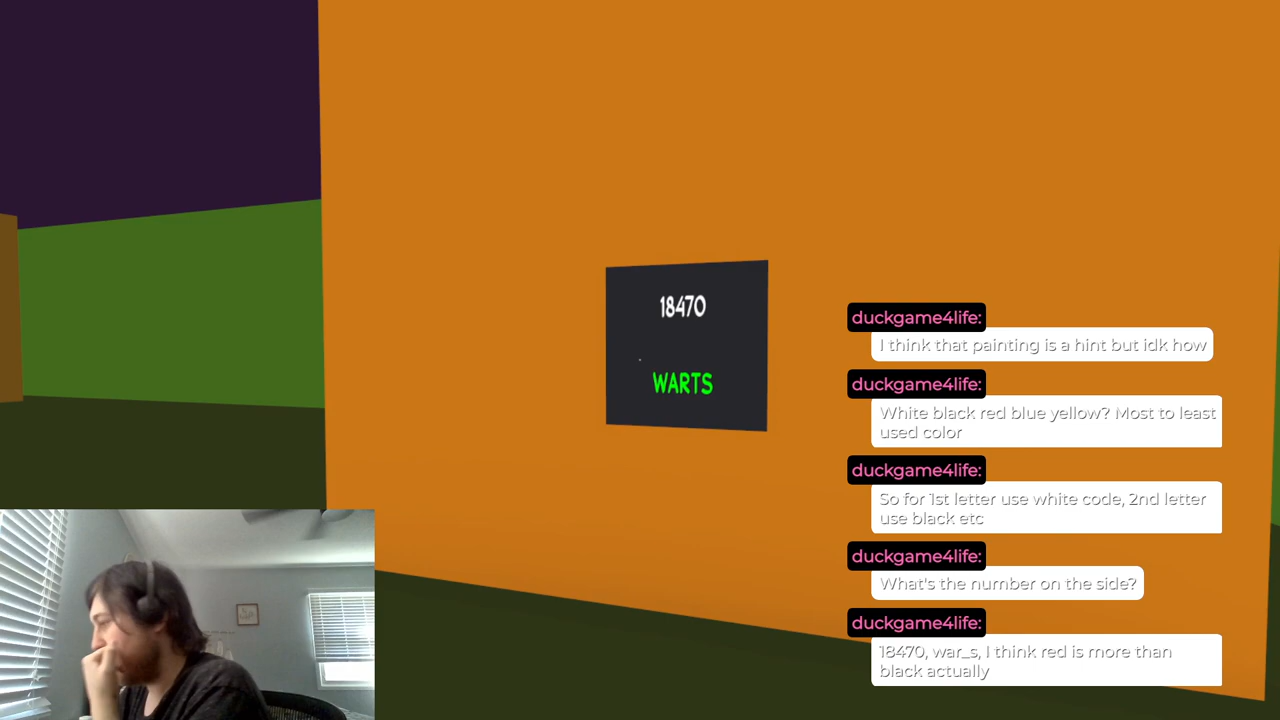 18470
WARTS
duckgame4life:
I think that painting is a hint but idk how
duckgame4life:
White black red blue yellow? Most to least
used color
duckgame4life:
So for 1st letter use white code, 2nd letter
use black etc
duckgame4life:
What's the number on the side?
duckgame4life:
18470, war_s, I think red is more than
black actually